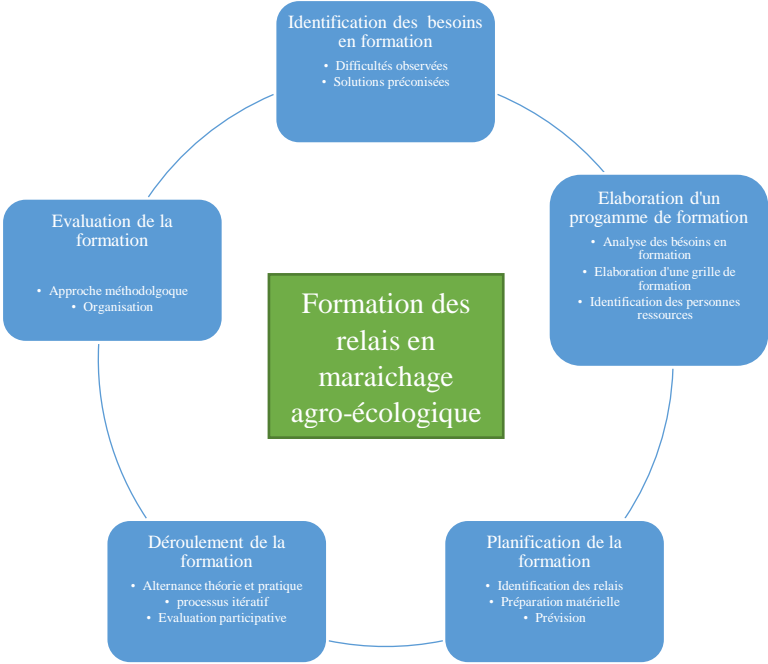 Identification des besoins
en formation
• Difficultés observées
• Solutions préconisées
Elaboration d'un
progamme de formation
• Analyse des bésoins en
formation
• Elaboration d'une grille de
formation
• Identification des personnes
ressources
Planification de la
formation
• Identification des relais
• Préparation matérielle
• Prévision
Déroulement de la
formation
• Alternance théorie et pratique
• processus itératif
• Evaluation participative
Evaluation de la
formation
• Approche méthodolgoque
• Organisation
Formation des
relais en
maraichage
agro-écologique